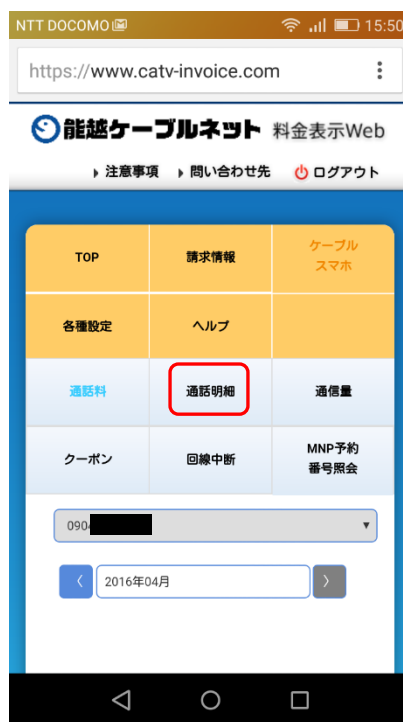 NTT DOCOMO 15:50
https://www.catv-invoice.com
能越ケーブルネット 料金表示Web
注意事項 問い合わせ先 ログアウト
TOP 請求情報 ケーブル
スマホ
各種設定 ヘルプ
通話料 通話明細 通信量
クーポン 回線中断 MNP予約
番号照会
090
2016年04月